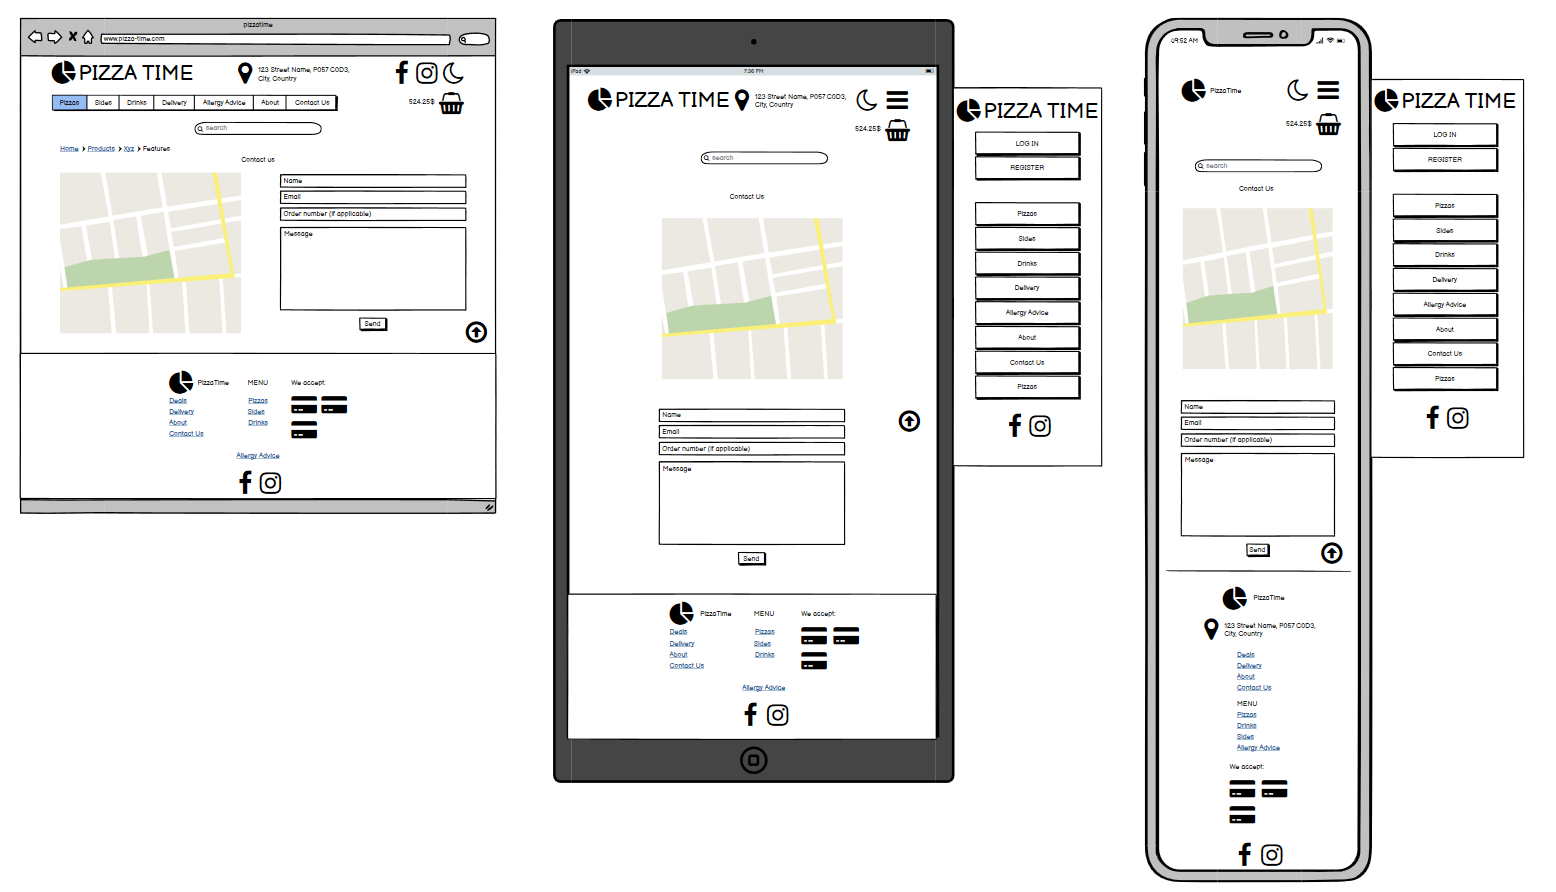 pizzatime
www.pizza-time.com
PIZZA TIME
123 Street Name, P057 C0D3,
City, Country
Pizzas Sides Drinks Delivery Allergy Advice About Contact Us
524.25$
search
Home Products Xyz Features
Contact us
Name
Email
Order number (if applicable)
Message
Send
PizzaTime MENU We accept:
Deals Pizzas
Delivery Sides
About Drinks
Contact Us
Allergy Advice
iPad 7:36 PM
PIZZA TIME
123 Street Name, P057 C0D3,
City, Country
524.25$
search
Contact Us
Name
Email
Order number (if applicable)
Message
Send
PizzaTime MENU We accept:
Deals Pizzas
Delivery Sides
About Drinks
Contact Us
Allergy Advice
PIZZA TIME
LOG IN
REGISTER
Pizzas
Sides
Drinks
Delivery
Allergy Advice
About
Contact Us
Pizzas
09:52 AM
PizzaTime
524.25$
search
Contact Us
Name
Email
Order number (if applicable)
Message
Send
PizzaTime
123 Street Name, P057 C0D3,
City, Country
Deals
Delivery
About
Contact Us
MENU
Pizzas
Drinks
Sides
Allergy Advice
We accept:
PIZZA TIME
LOG IN
REGISTER
Pizzas
Sides
Drinks
Delivery
Allergy Advice
About
Contact Us
Pizzas